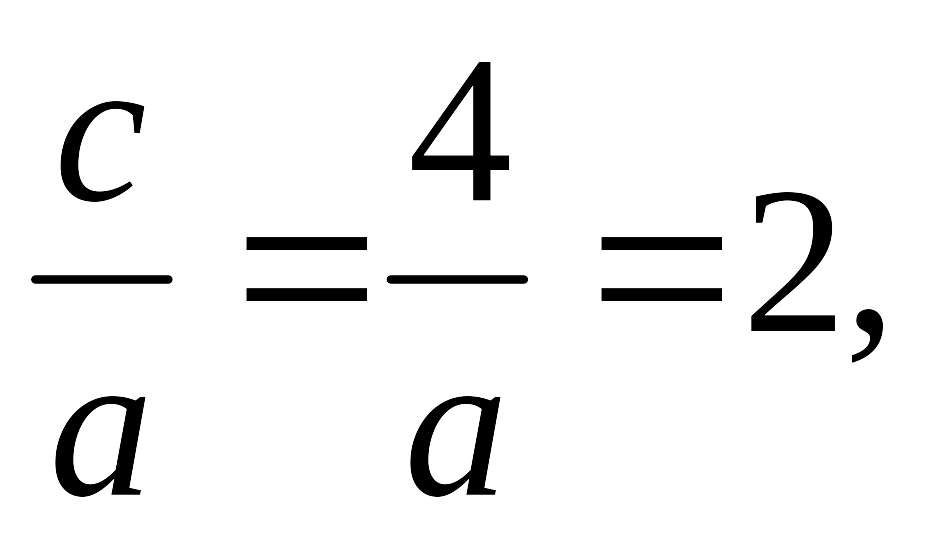 c/a = 4/a = 2,